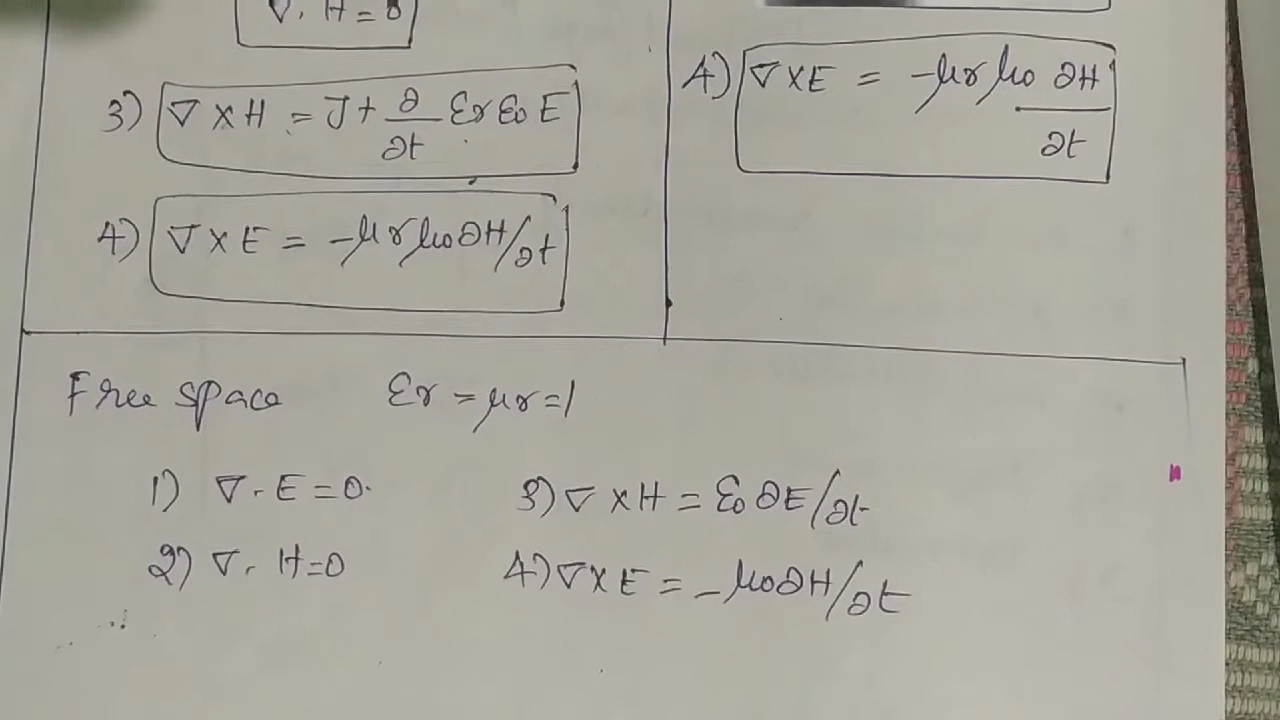 ∇. H = 0
3) ∇ X H = J + ∂/∂t εr ε0 E
4) ∇ X E = -μr μ0 ∂H/∂t
4) ∇ X E = -μr μ0 ∂H/∂t
Free space εr = μr = 1
1) ∇. E = 0.
2) ∇. H = 0
3) ∇ X H = ε0 ∂E/∂t
4) ∇ X E = -μ0 ∂H/∂t